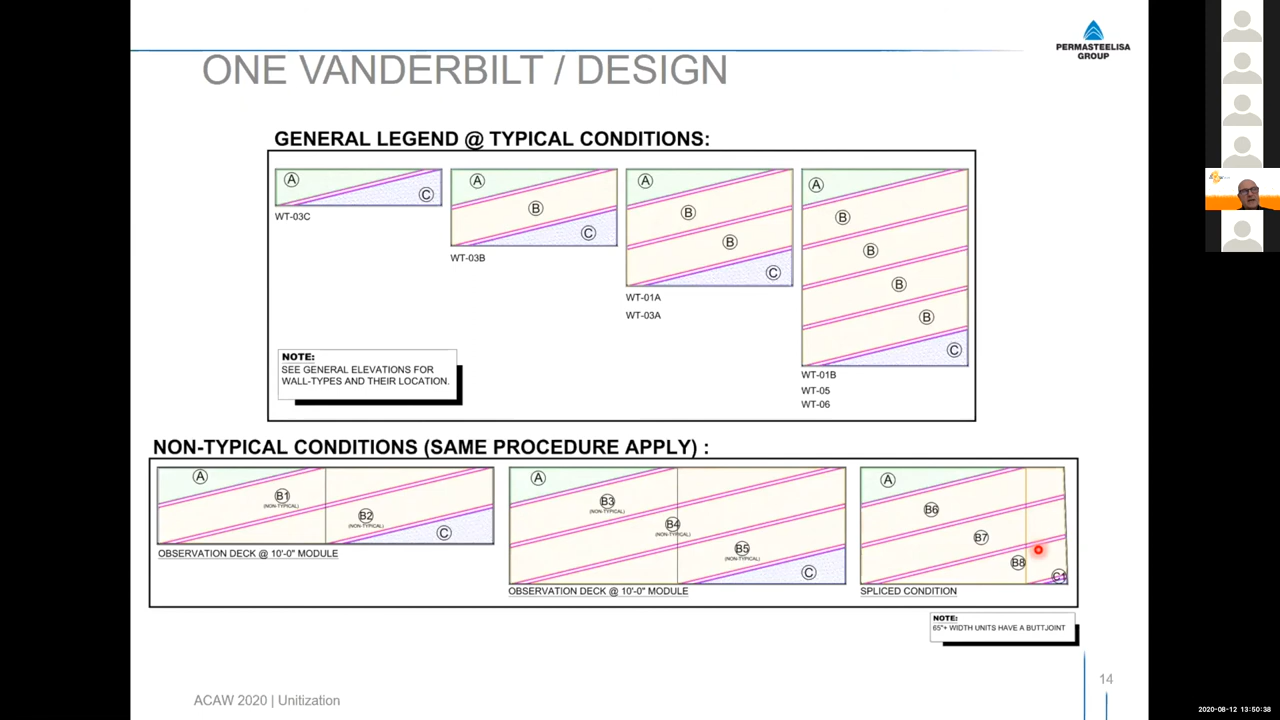 PERMASTEELISA
GROUP
ONE VANDERBILT / DESIGN
GENERAL LEGEND @ TYPICAL CONDITIONS:
A
C
WT-03C
A
B
C
WT-03B
A
B
B
C
WT-01A
WT-03A
A
B
B
B
B
C
WT-01B
WT-05
WT-06
NOTE:
SEE GENERAL ELEVATIONS FOR
WALL-TYPES AND THEIR LOCATION.
NON-TYPICAL CONDITIONS (SAME PROCEDURE APPLY) :
A
B1
(NON-TYPICAL)
B2
(NON-TYPICAL)
C
OBSERVATION DECK @ 10'-0" MODULE
A
B3
(NON-TYPICAL)
B4
(NON-TYPICAL)
B5
(NON-TYPICAL)
C
OBSERVATION DECK @ 10'-0" MODULE
A
B6
B7
B8
C1
SPLICED CONDITION
NOTE:
65"+ WIDTH UNITS HAVE A BUTTJOINT
14
ACAW 2020 | Unitization
2020-08-12 13:50:38